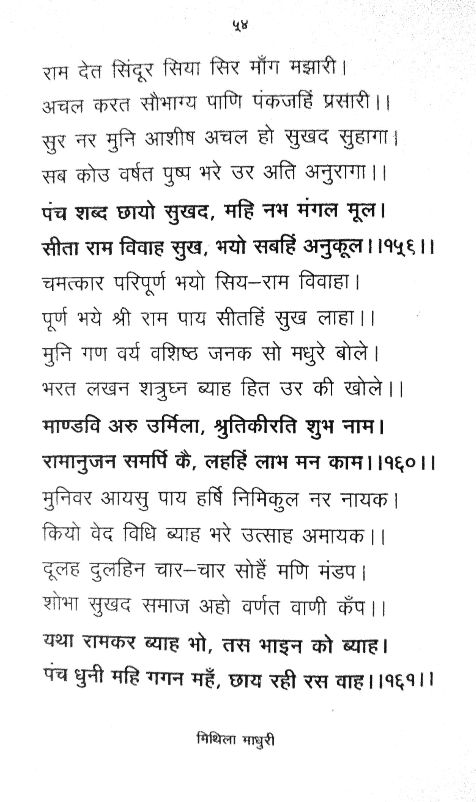 ५४
राम देत सिंदूर सिया सिर माँग मझारी।
अचल करत सौभाग्य पाणि पंकजहिं प्रसारी।।
सुर नर मुनि आशीष अचल हो सुखद सुहागा।
सब कोउ वर्षत पुष्प भरे उर अति अनुरागा।।
पंच शब्द छायो सुखद, महि नभ मंगल मूल।
सीता राम विवाह सुख, भयो सबहिं अनुकूल।।१५६।।
चमत्कार परिपूर्ण भयो सिय–राम विवाहा।
पूर्ण भये श्री राम पाय सीतहिं सुख लाहा।।
मुनि गण वर्य वशिष्ठ जनक सो मधुरे बोले।
भरत लखन शत्रुघ्न ब्याह हित उर की खोले।।
माण्डवि अरु उर्मिला, श्रुतिकीरति शुभ नाम।
रामानुजन समर्पि कै, लहहिं लाभ मन काम।।१६०।।
मुनिवर आयसु पाय हर्षि निमिकुल नर नायक।
कियो वेद विधि ब्याह भरे उत्साह अमायक।।
दूलह दुलहिन चार–चार सोहैं मणि मंडप।
शोभा सुखद समाज अहो वर्णत वाणी कँप।।
यथा रामकर ब्याह भो, तस भाइन को ब्याह।
पंच धुनी महि गगन महँ, छाय रही रस वाह।।१६१।।
मिथिला माधुरी